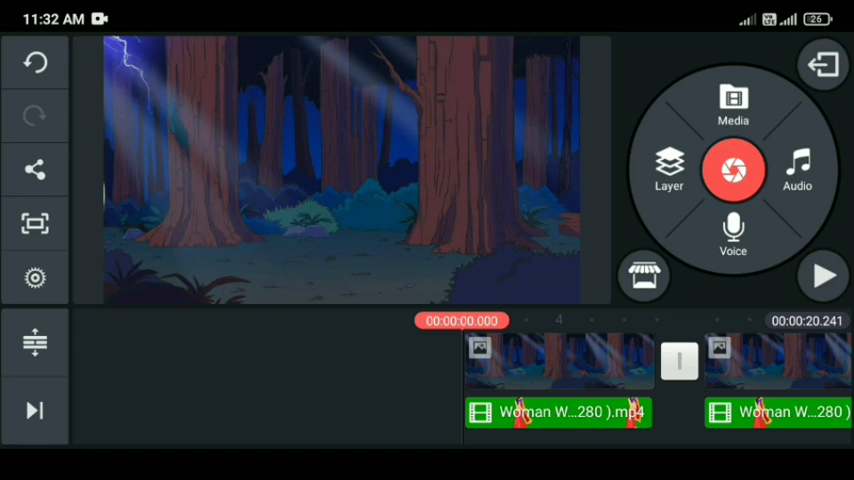 11:32 AM
26
Media
Layer
Audio
Voice
00:00:00.000
4
00:00:20.241
Woman W...280 ).mp4
Woman W...280 )